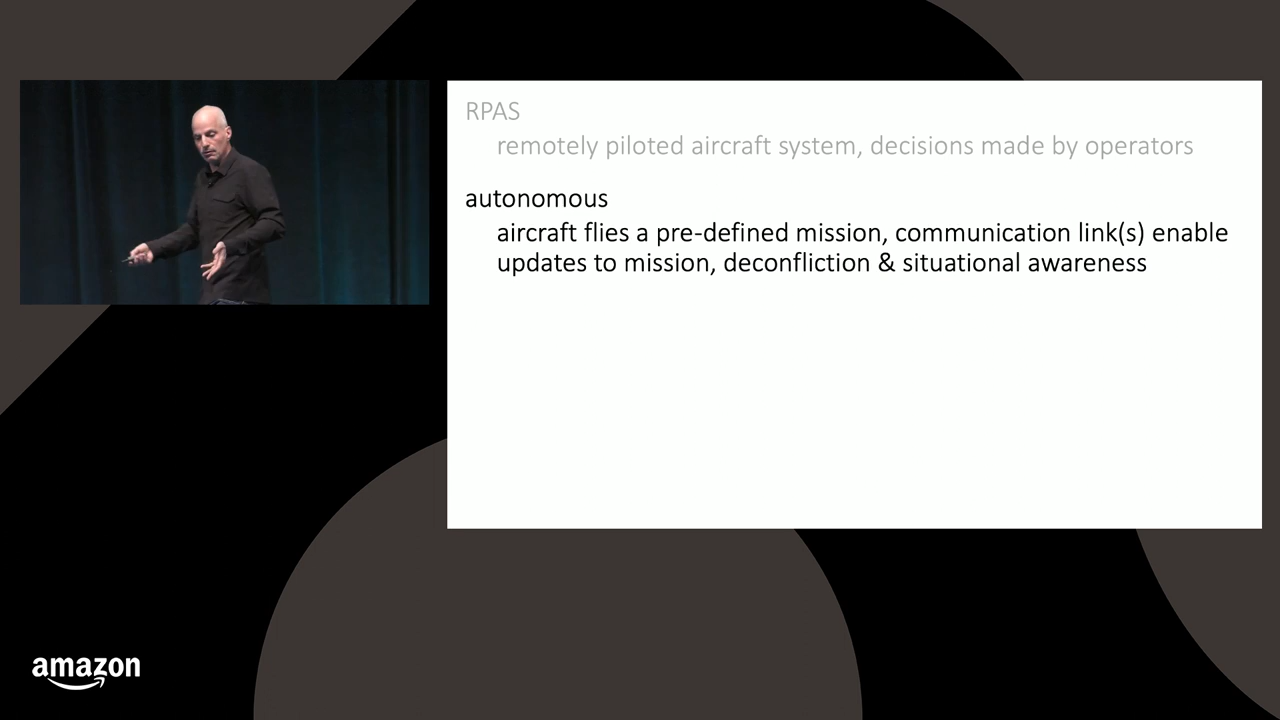 RPAS
remotely piloted aircraft system, decisions made by operators
autonomous
aircraft flies a pre-defined mission, communication link(s) enable
updates to mission, deconfliction & situational awareness
amazon